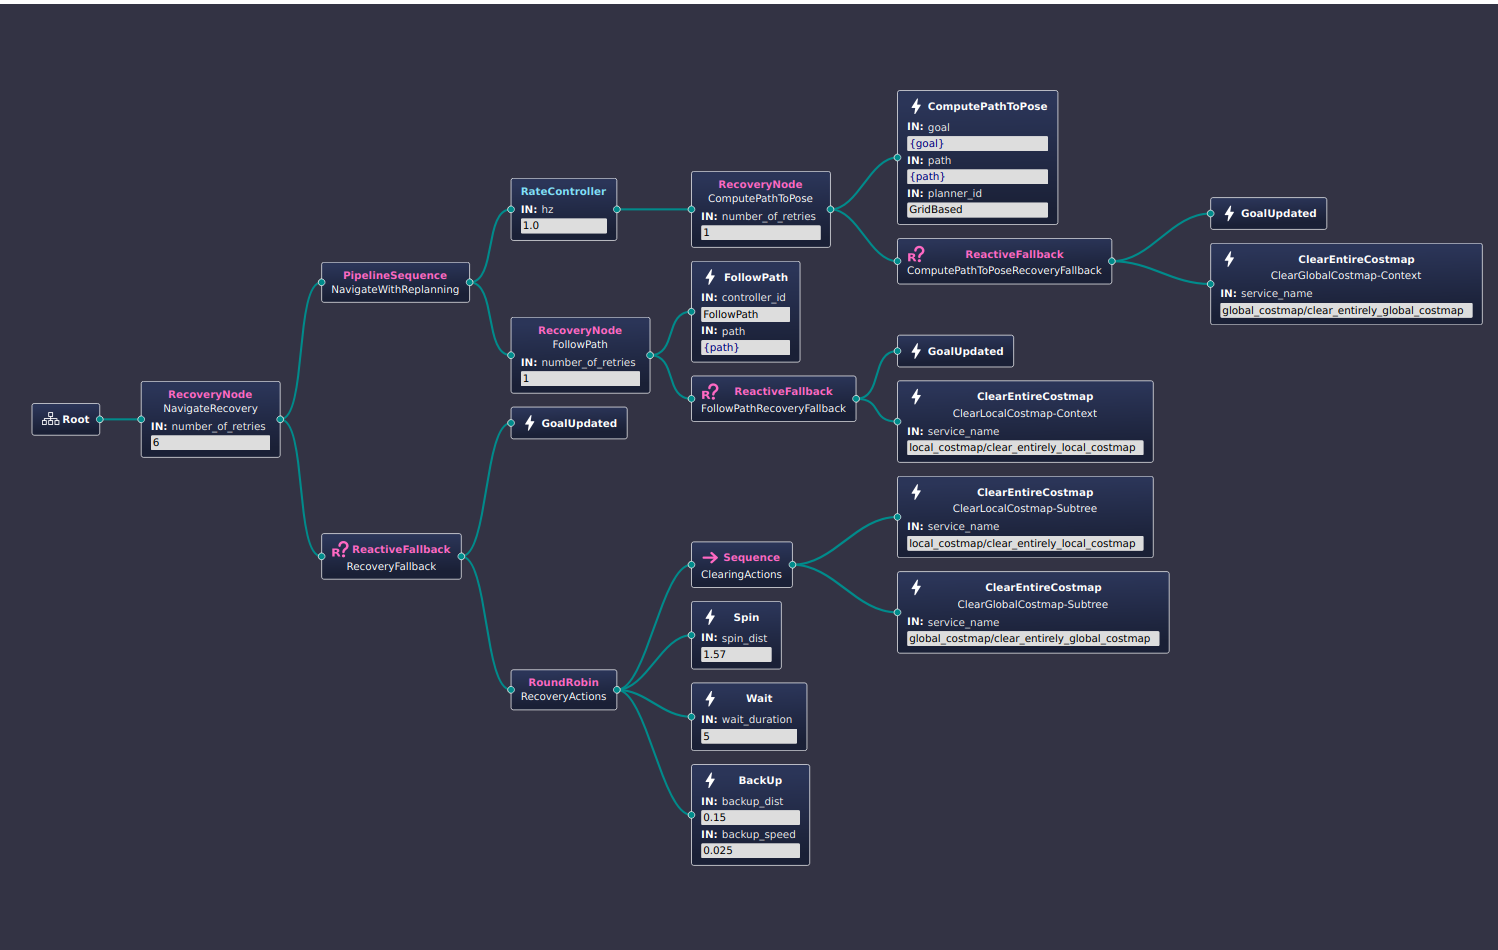 Root
RecoveryNode
NavigateRecovery
IN: number_of_retries
6
PipelineSequence
NavigateWithReplanning
R? ReactiveFallback
RecoveryFallback
RateController
IN: hz
1.0
RecoveryNode
FollowPath
IN: number_of_retries
1
GoalUpdated
RoundRobin
RecoveryActions
RecoveryNode
ComputePathToPose
IN: number_of_retries
1
FollowPath
IN: controller_id
FollowPath
IN: path
{path}
R? ReactiveFallback
FollowPathRecoveryFallback
Sequence
ClearingActions
Spin
IN: spin_dist
1.57
Wait
IN: wait_duration
5
BackUp
IN: backup_dist
0.15
IN: backup_speed
0.025
ComputePathToPose
IN: goal
{goal}
IN: path
{path}
IN: planner_id
GridBased
R? ReactiveFallback
ComputePathToPoseRecoveryFallback
GoalUpdated
ClearEntireCostmap
ClearLocalCostmap-Context
IN: service_name
local_costmap/clear_entirely_local_costmap
ClearEntireCostmap
ClearLocalCostmap-Subtree
IN: service_name
local_costmap/clear_entirely_local_costmap
ClearEntireCostmap
ClearGlobalCostmap-Subtree
IN: service_name
global_costmap/clear_entirely_global_costmap
GoalUpdated
ClearEntireCostmap
ClearGlobalCostmap-Context
IN: service_name
global_costmap/clear_entirely_global_costmap